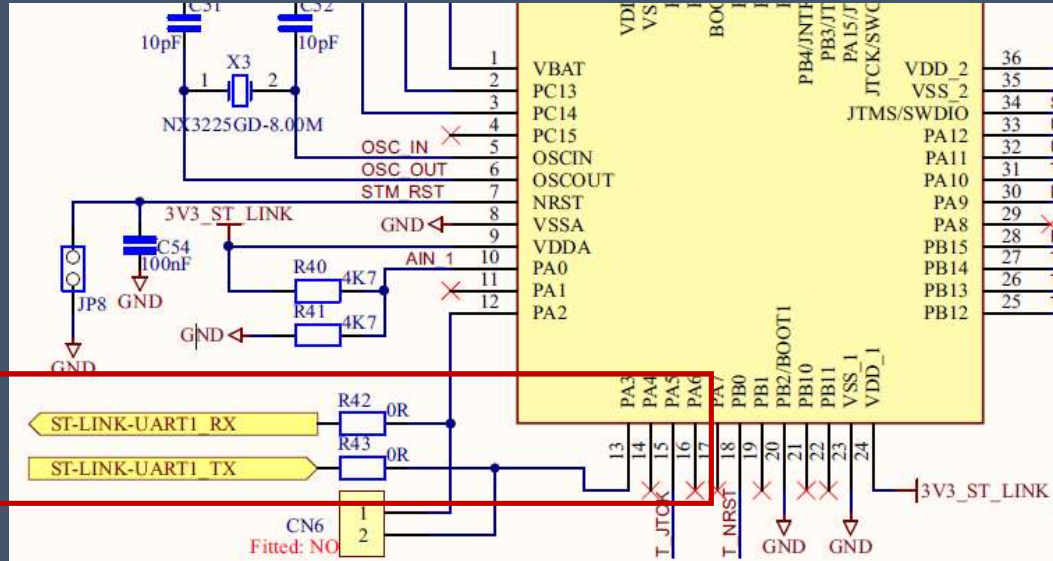 C51
C52
10pF
10pF
X3
1
2
NX3225GD-8.00M
OSC_IN
OSC_OUT
STM_RST
3V3_ST_LINK
GND
AIN_1
C54
100nF
JP8
GND
GND
R40
4K7
R41
4K7
GND
1
2
3
4
5
6
7
8
9
10
11
12
VBAT
PC13
PC14
PC15
OSCIN
OSCOUT
NRST
VSSA
VDDA
PA0
PA1
PA2
PB4/JNTR
PB3/JT
PA15/J
JTCK/SWC
BOO
VDD_2
VSS_2
JTMS/SWDIO
PA12
PA11
PA10
PA9
PA8
PB15
PB14
PB13
PB12
36
35
34
33
32
31
30
29
28
27
26
25
PA3
PA4
PA5
PA6
PA7
PB0
PB1
PB2/BOOT1
PB10
PB11
VSS_1
VDD_1
13
14
15
16
17
18
19
20
21
22
23
24
ST-LINK-UART1_RX
R42
0R
ST-LINK-UART1_TX
R43
0R
CN6
1
2
Fitted: NO
T_JTCK
T_NRST
GND
GND
3V3_ST_LINK